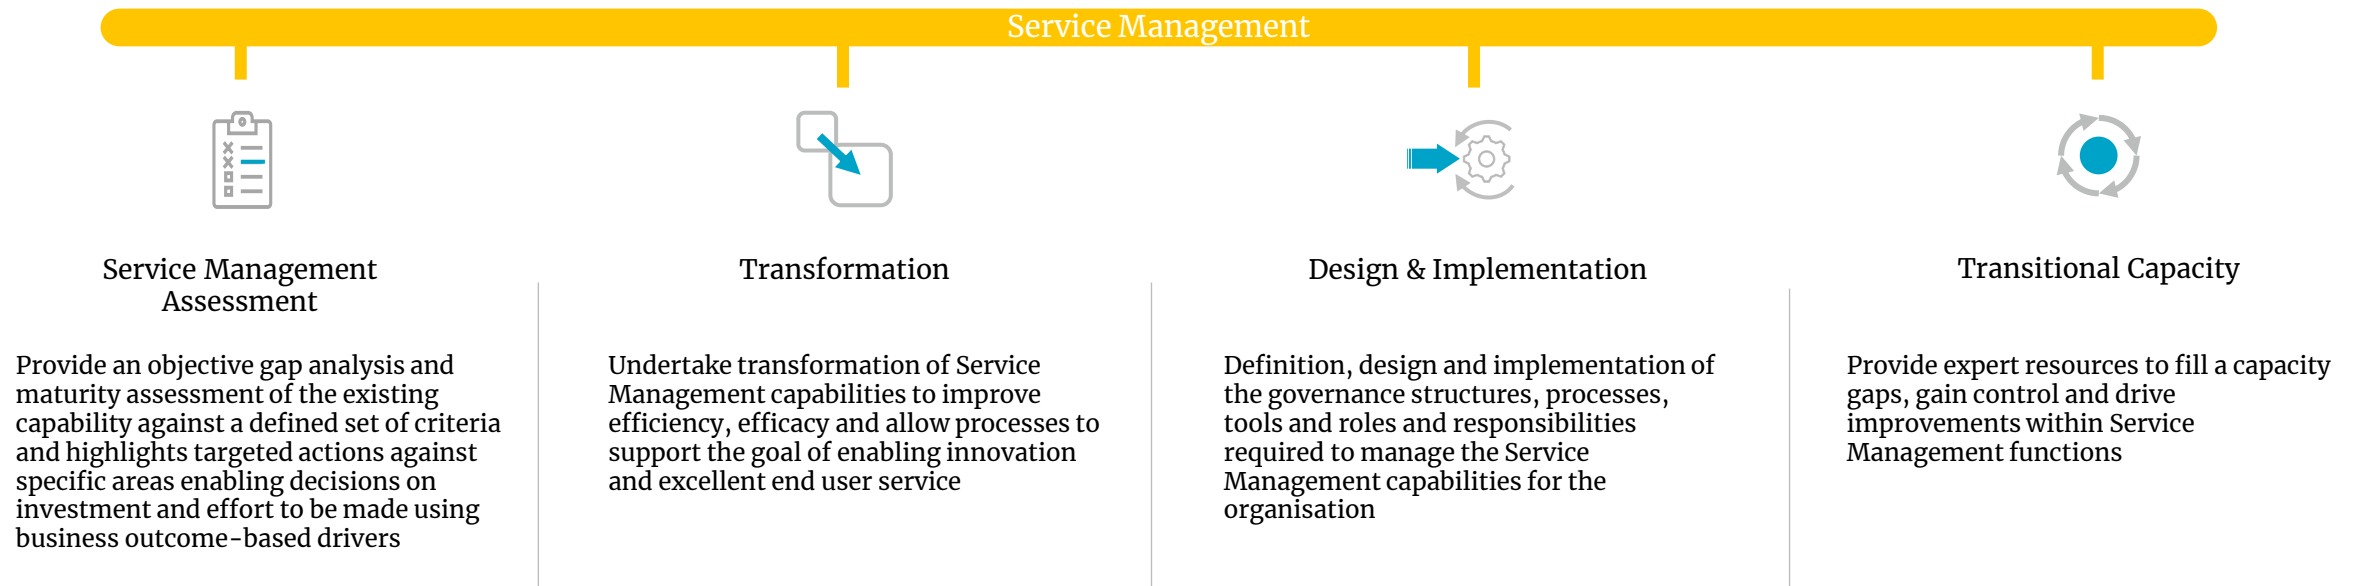 Service Management
Service Management
Assessment
Provide an objective gap analysis and
maturity assessment of the existing
capability against a defined set of criteria
and highlights targeted actions against
specific areas enabling decisions on
investment and effort to be made using
business outcome-based drivers
Transformation
Undertake transformation of Service
Management capabilities to improve
efficiency, efficacy and allow processes to
support the goal of enabling innovation
and excellent end user service
Design & Implementation
Definition, design and implementation of
the governance structures, processes,
tools and roles and responsibilities
required to manage the Service
Management capabilities for the
organisation
Transitional Capacity
Provide expert resources to fill a capacity
gaps, gain control and drive
improvements within Service
Management functions